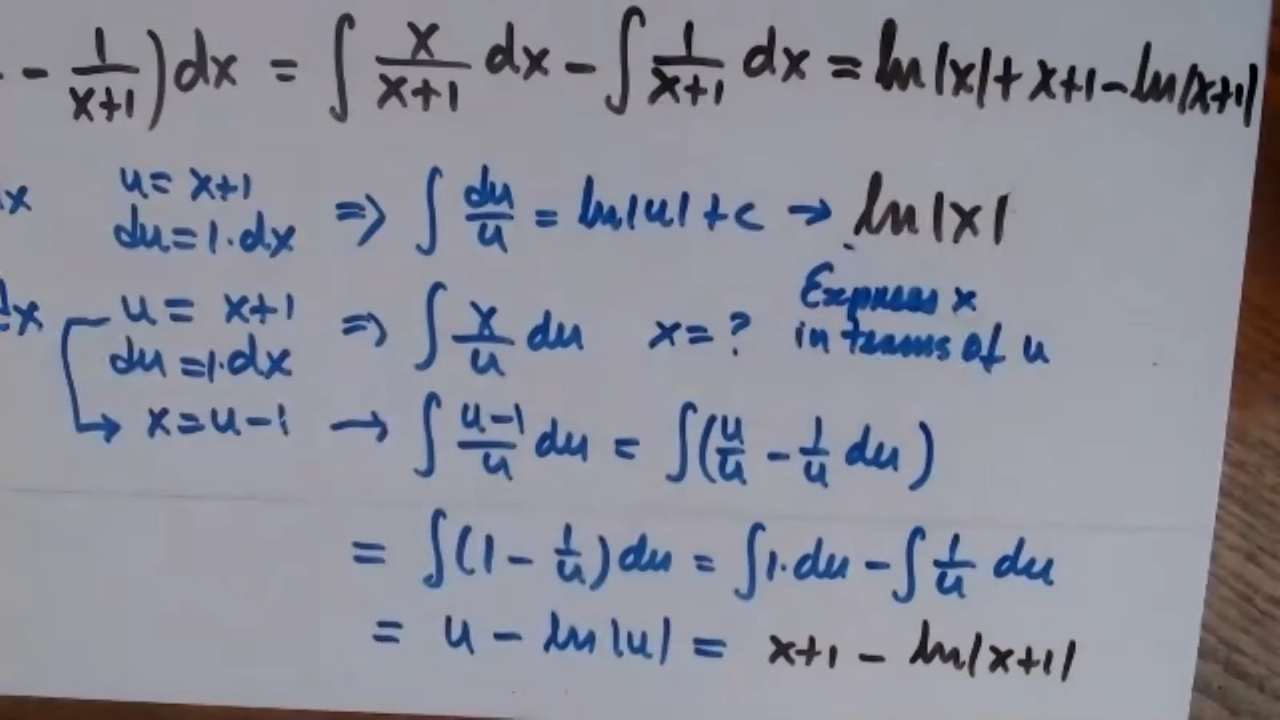 - 1/(x+1)) dx = ∫ x/(x+1) dx - ∫ 1/(x+1) dx = ln|x| + x+1 - ln|x+1|
x u = x+1
du = 1·dx ⇒ ∫ du/u = ln|u| + c → ln|x|
dx u = x+1 ⇒ ∫ x/u du x = ? Express x
du = 1·dx in terms of u
→ x = u-1 → ∫ (u-1)/u du = ∫(u/u - 1/u du)
= ∫(1 - 1/u) du = ∫1·du - ∫ 1/u du
= u - ln|u| = x+1 - ln|x+1|